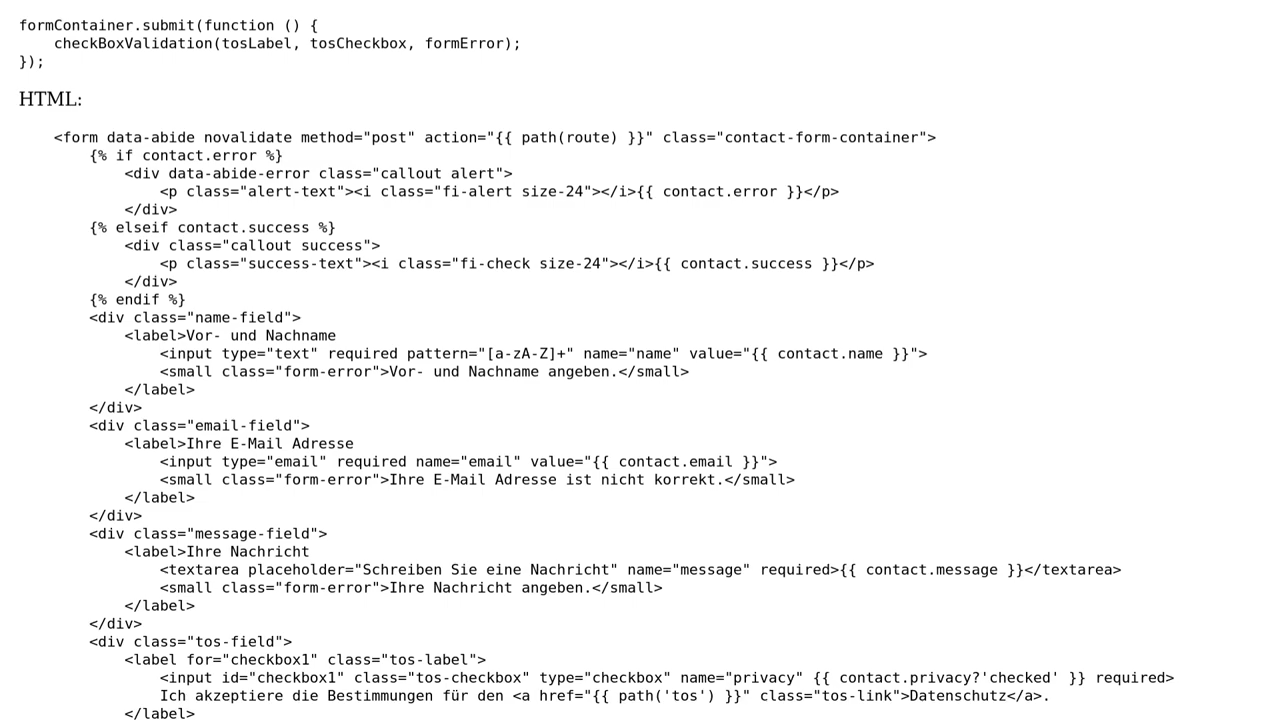 formContainer.submit(function () {
    checkBoxValidation(tosLabel, tosCheckbox, formError);
});
HTML:
    <form data-abide novalidate method="post" action="{{ path(route) }}" class="contact-form-container">
        {% if contact.error %}
            <div data-abide-error class="callout alert">
                <p class="alert-text"><i class="fi-alert size-24"></i>{{ contact.error }}</p>
            </div>
        {% elseif contact.success %}
            <div class="callout success">
                <p class="success-text"><i class="fi-check size-24"></i>{{ contact.success }}</p>
            </div>
        {% endif %}
        <div class="name-field">
            <label>Vor- und Nachname
                <input type="text" required pattern="[a-zA-Z]+" name="name" value="{{ contact.name }}">
                <small class="form-error">Vor- und Nachname angeben.</small>
            </label>
        </div>
        <div class="email-field">
            <label>Ihre E-Mail Adresse
                <input type="email" required name="email" value="{{ contact.email }}">
                <small class="form-error">Ihre E-Mail Adresse ist nicht korrekt.</small>
            </label>
        </div>
        <div class="message-field">
            <label>Ihre Nachricht
                <textarea placeholder="Schreiben Sie eine Nachricht" name="message" required>{{ contact.message }}</textarea>
                <small class="form-error">Ihre Nachricht angeben.</small>
            </label>
        </div>
        <div class="tos-field">
            <label for="checkbox1" class="tos-label">
                <input id="checkbox1" class="tos-checkbox" type="checkbox" name="privacy" {{ contact.privacy?'checked' }} required>
                Ich akzeptiere die Bestimmungen für den <a href="{{ path('tos') }}" class="tos-link">Datenschutz</a>.
            </label>